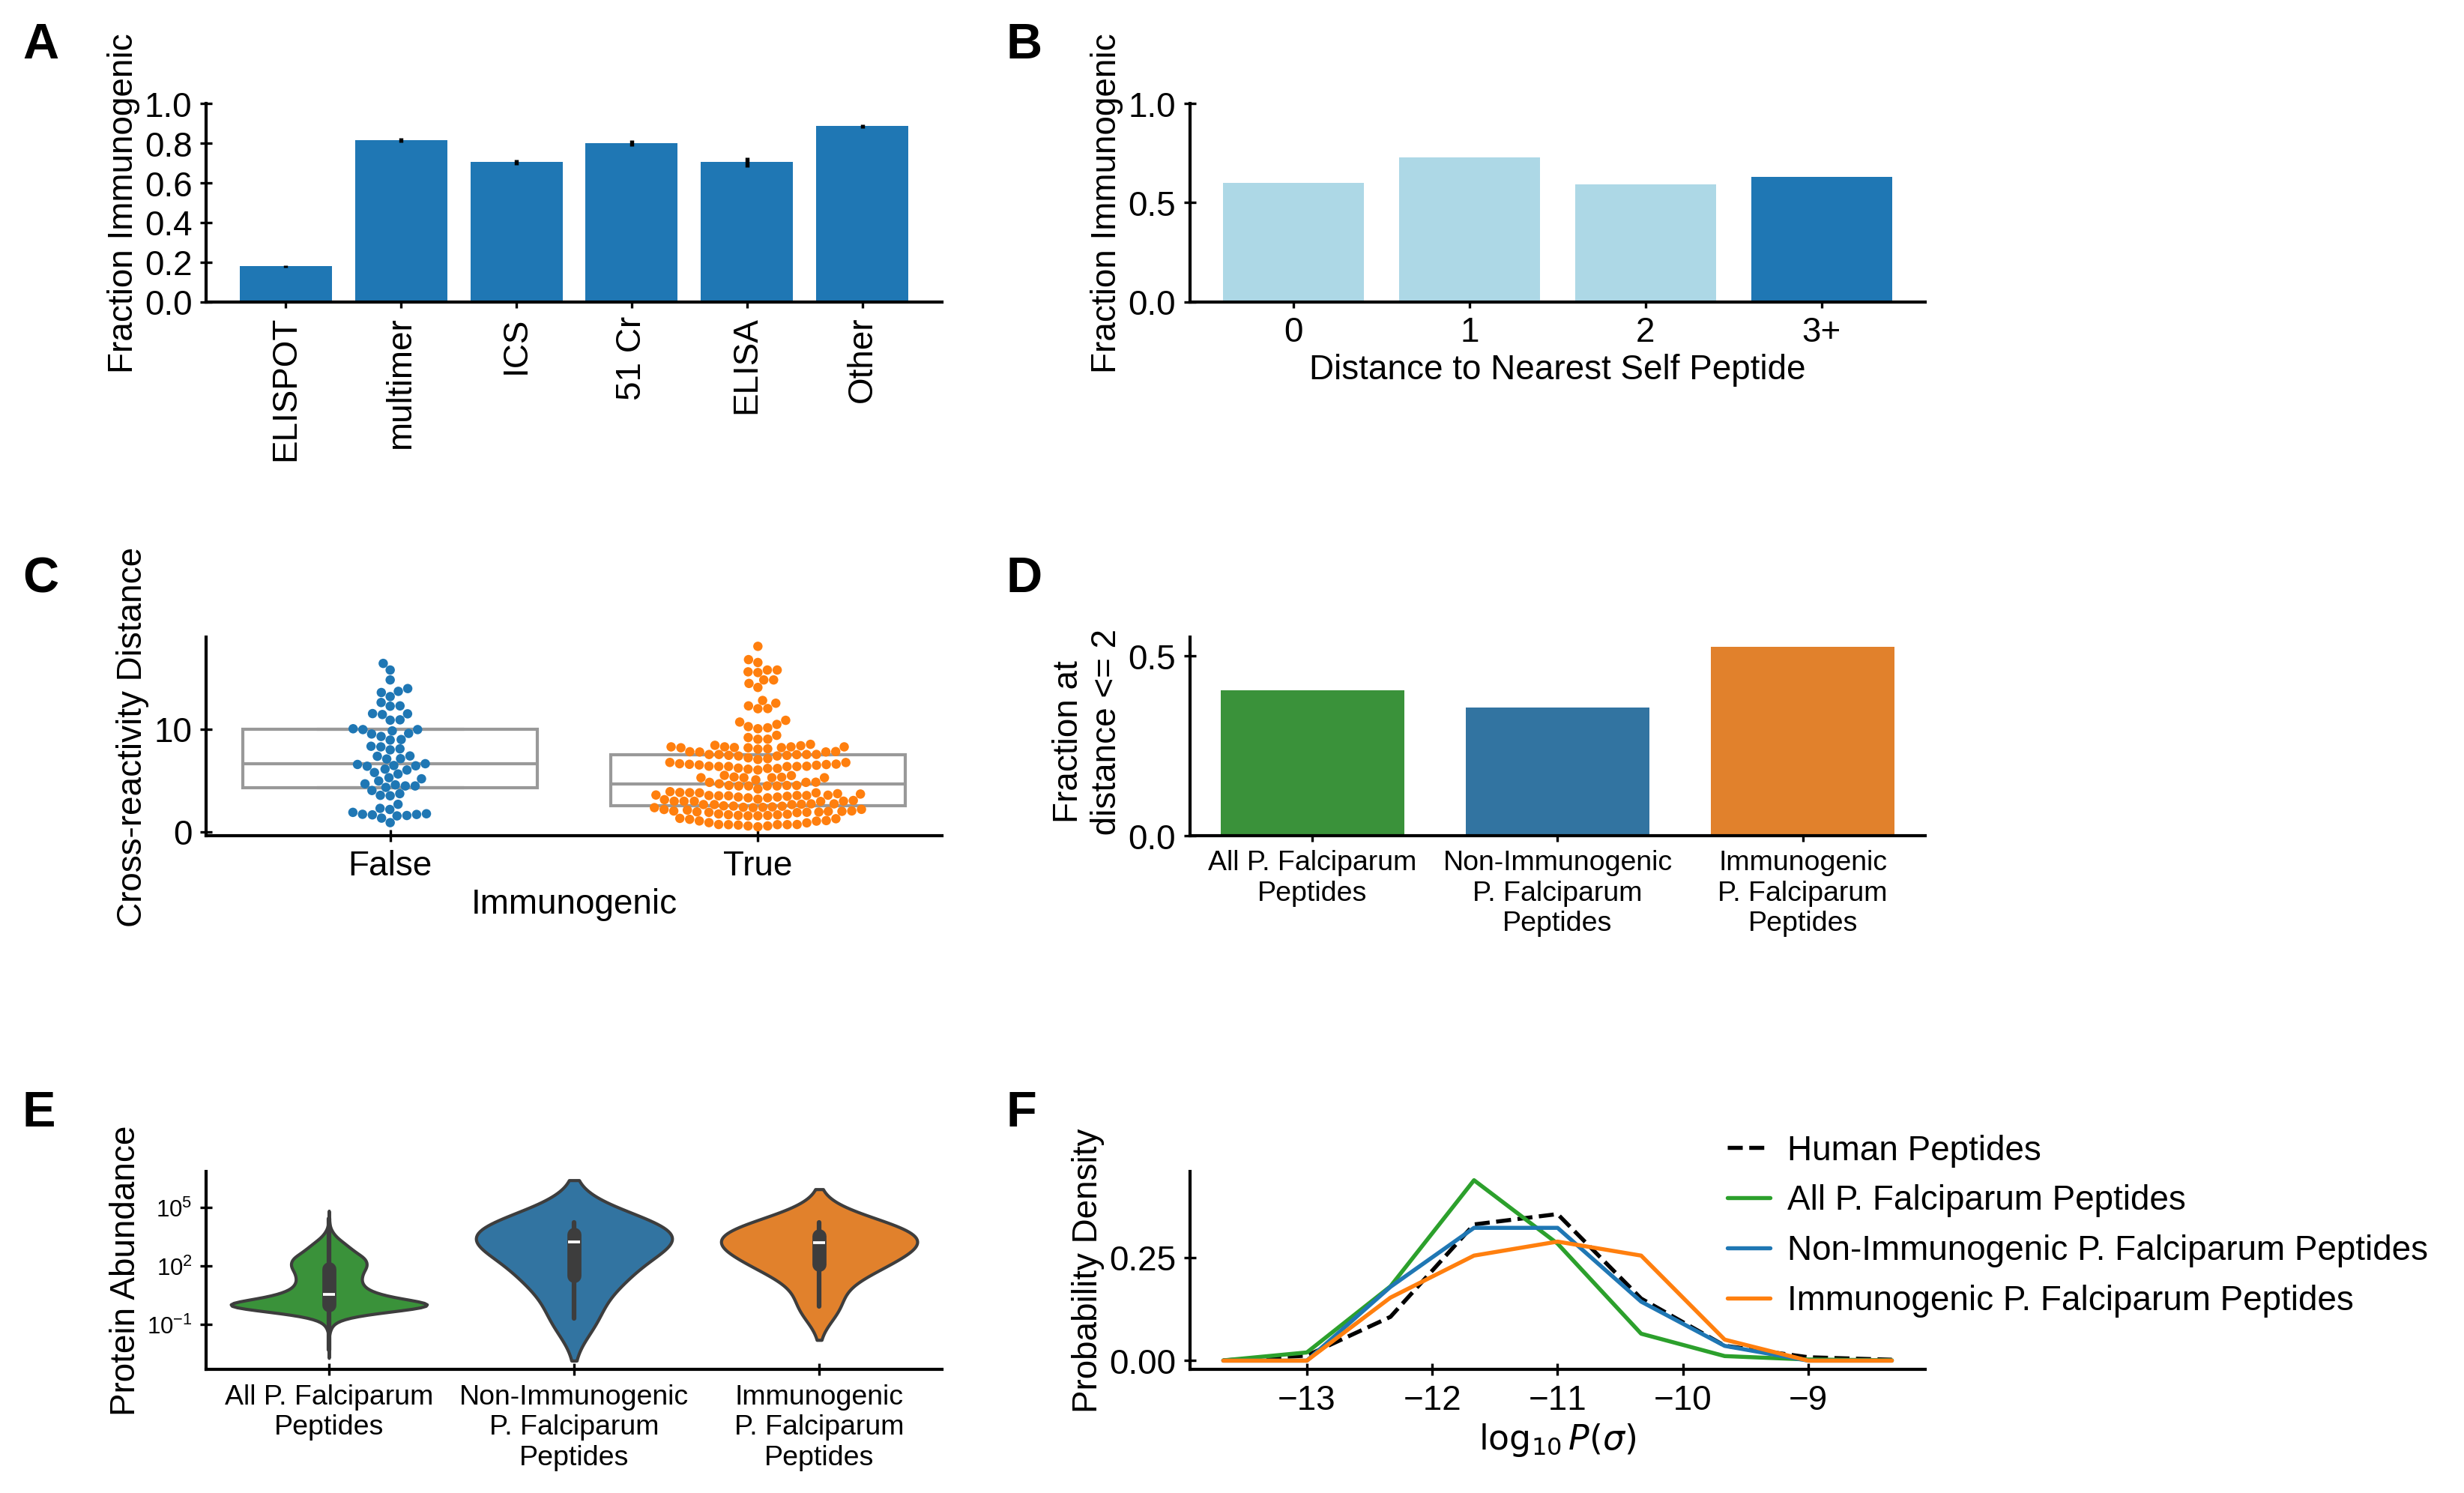 A
Fraction Immunogenic
1.0
0.8
0.6
0.4
0.2
0.0
ELISPOT
multimer
ICS
51 Cr
ELISA
Other
B
Fraction Immunogenic
1.0
0.5
0.0
0
1
2
3+
Distance to Nearest Self Peptide
C
Cross-reactivity Distance
10
0
False
True
Immunogenic
D
Fraction at
distance <= 2
0.5
0.0
All P. Falciparum
Peptides
Non-Immunogenic
P. Falciparum
Peptides
Immunogenic
P. Falciparum
Peptides
E
Protein Abundance
10⁵
10²
10⁻¹
All P. Falciparum
Peptides
Non-Immunogenic
P. Falciparum
Peptides
Immunogenic
P. Falciparum
Peptides
F
Probability Density
0.25
0.00
−13
−12
−11
−10
−9
log₁₀ P(σ)
Human Peptides
All P. Falciparum Peptides
Non-Immunogenic P. Falciparum Peptides
Immunogenic P. Falciparum Peptides